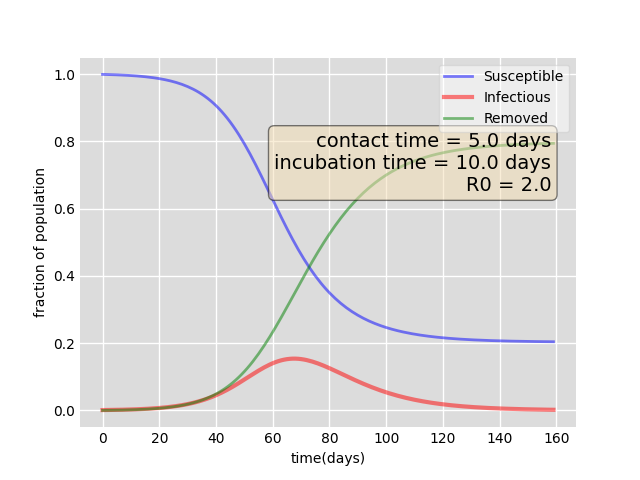 Susceptible
Infectious
Removed
contact time = 5.0 days
incubation time = 10.0 days
R0 = 2.0
1.0
0.8
0.6
0.4
0.2
0.0
fraction of population
0
20
40
60
80
100
120
140
160
time(days)